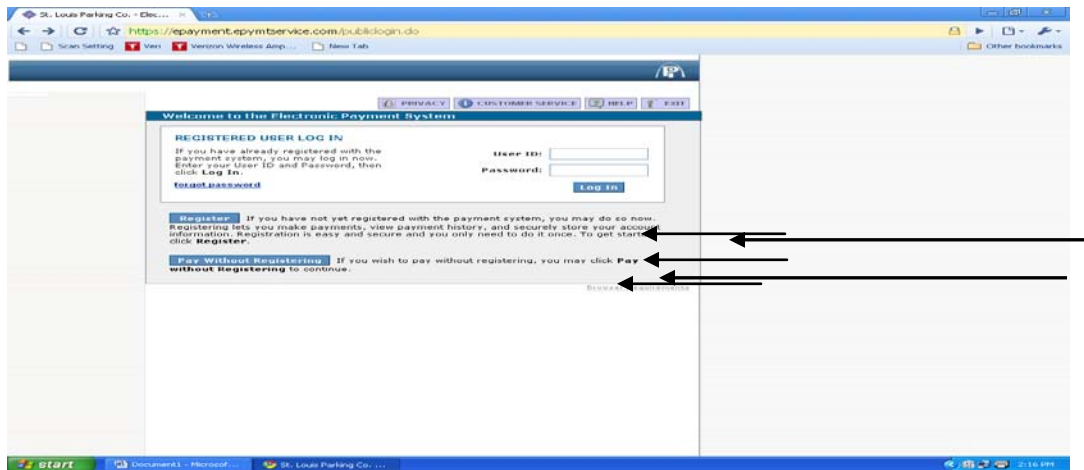 St. Louis Parking Co. - Elec...
https://epayment.epymtservice.com/publiclogin.do
Scan Setting Veri Verizon Wireless Amp... New Tab Other bookmarks
PRIVACY CUSTOMER SERVICE HELP EXIT
Welcome to the Electronic Payment System
REGISTERED USER LOG IN
If you have already registered with the
payment system, you may log in now.
Enter your User ID and Password, then
click Log In.
forgot password
User ID:
Password:
Log In
Register If you have not yet registered with the payment system, you may do so now.
Registering lets you make payments, view payment history, and securely store your account
information. Registration is easy and secure and you only need to do it once. To get start
click Register.
Pay Without Registering If you wish to pay without registering, you may click Pay
without Registering to continue.
Browser Requirements
start Document1 - Microsof... St. Louis Parking Co. ... 2:16 PM